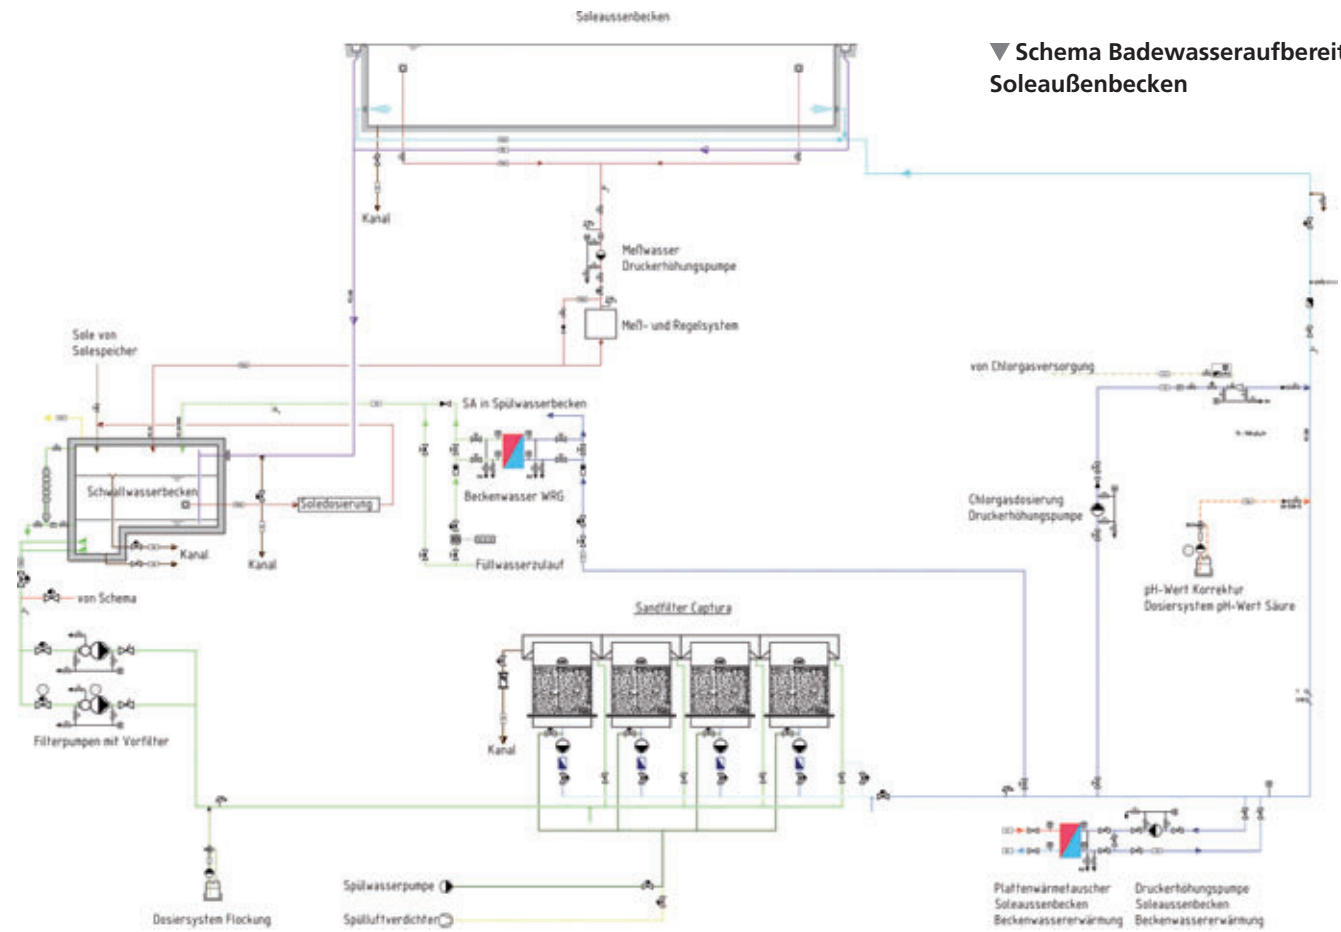 Soleaussenbecken
Schema Badewasseraufbereit
Soleaußenbecken
Kanal
Meßwasser
Druckerhöhungspumpe
Meß- und Regelsystem
Sole von
Solespeicher
von Chlorgasversorgung
SA in Spülwasserbecken
Schwallwasserbecken
Soledosierung
Beckenwasser WRG
Chlorgasdosierung
Druckerhöhungspumpe
Kanal
Kanal
Füllwasserzulauf
von Schema
pH-Wert Korrektur
Dosiersystem pH-Wert Säure
Sandfilter Captura
Filterpumpen mit Vorfilter
Kanal
Spülwasserpumpe
Plattenwärmetauscher
Soleaussenbecken
Beckenwassererwärmung
Druckerhöhungspumpe
Soleaussenbecken
Beckenwassererwärmung
Dosiersystem Flockung
Spülluftverdichter